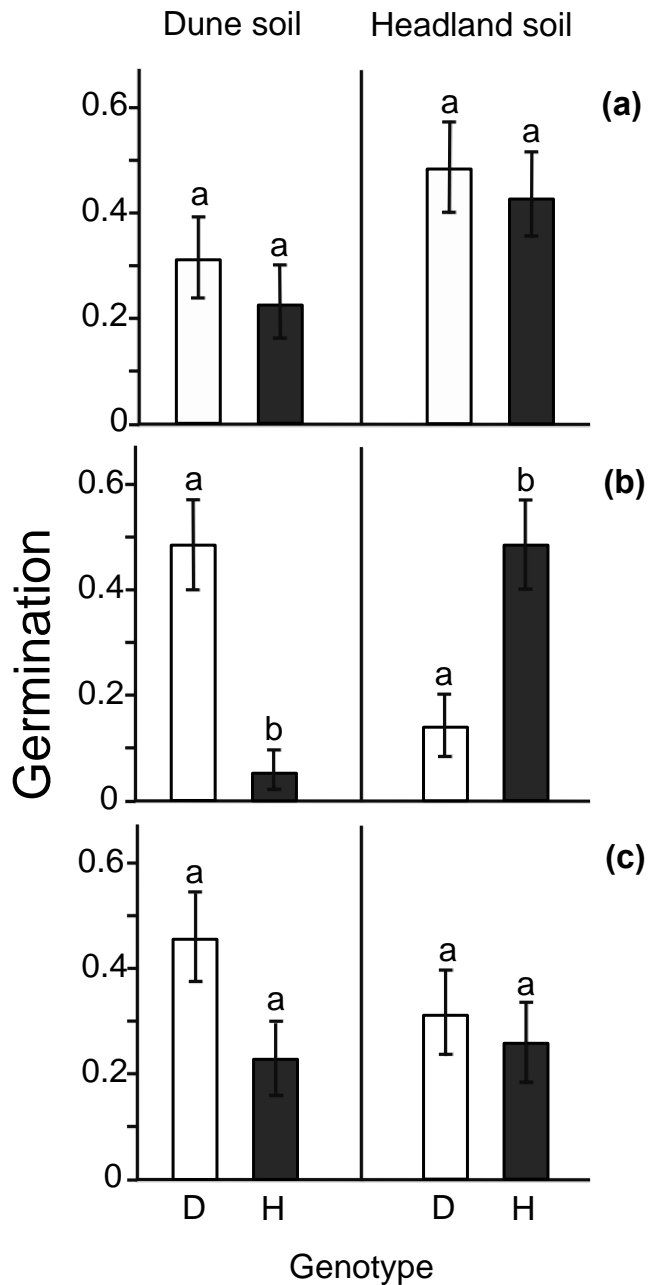 Dune soil Headland soil
(a)
0.6
a a
a a
0.4
0.2
0
(b)
0.6
a b
0.4
a
0.2
b
0
(c)
0.6
a
a a
0.4
a
0.2
0
D H D H
Genotype
Germination